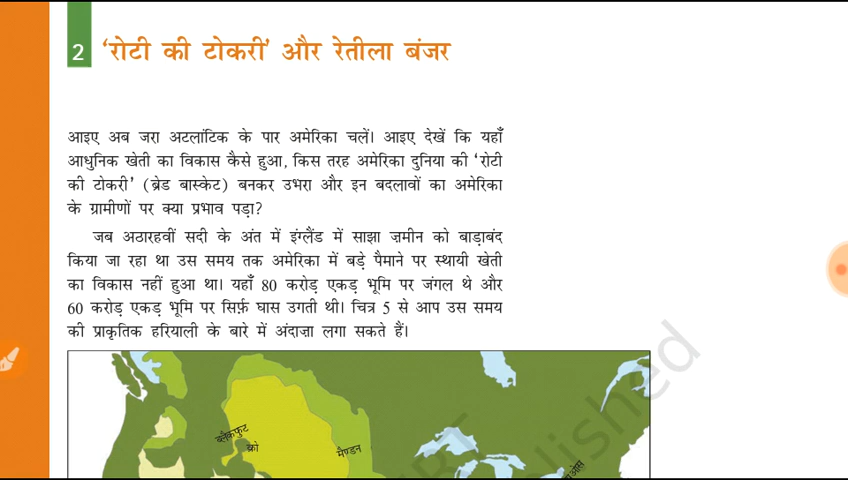 2 ‘रोटी की टोकरी’ और रेतीला बंजर
आइए अब जरा अटलांटिक के पार अमेरिका चलें। आइए देखें कि यहाँ
आधुनिक खेती का विकास कैसे हुआ, किस तरह अमेरिका दुनिया की ‘रोटी
की टोकरी’ (ब्रेड बास्केट) बनकर उभरा और इन बदलावों का अमेरिका
के ग्रामीणों पर क्या प्रभाव पड़ा?
जब अठारहवीं सदी के अंत में इंग्लैंड में साझा ज़मीन को बाड़ाबंद
किया जा रहा था उस समय तक अमेरिका में बड़े पैमाने पर स्थायी खेती
का विकास नहीं हुआ था। यहाँ 80 करोड़ एकड़ भूमि पर जंगल थे और
60 करोड़ एकड़ भूमि पर सिर्फ़ घास उगती थी। चित्र 5 से आप उस समय
की प्राकृतिक हरियाली के बारे में अंदाज़ा लगा सकते हैं।
ब्लैकफुट
क्रो
मैण्डन